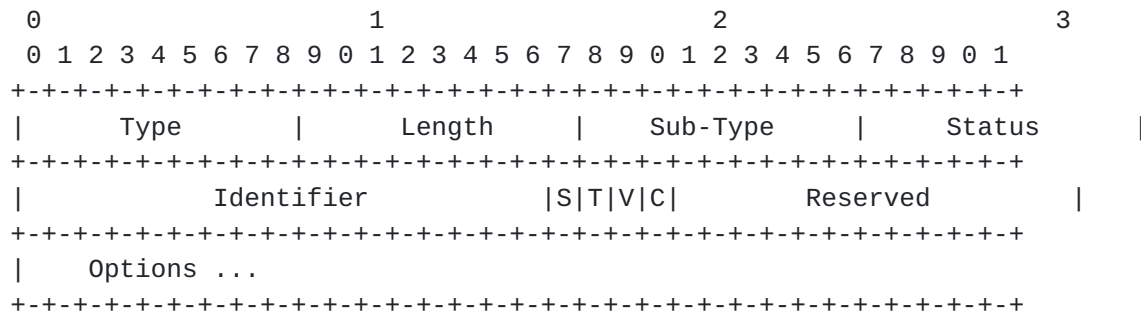 0                     1                     2                     3
0 1 2 3 4 5 6 7 8 9 0 1 2 3 4 5 6 7 8 9 0 1 2 3 4 5 6 7 8 9 0 1
+-+-+-+-+-+-+-+-+-+-+-+-+-+-+-+-+-+-+-+-+-+-+-+-+-+-+-+-+-+-+-+-+
|      Type       |      Length     |    Sub-Type     |     Status      |
+-+-+-+-+-+-+-+-+-+-+-+-+-+-+-+-+-+-+-+-+-+-+-+-+-+-+-+-+-+-+-+-+
|            Identifier           |S|T|V|C|        Reserved         |
+-+-+-+-+-+-+-+-+-+-+-+-+-+-+-+-+-+-+-+-+-+-+-+-+-+-+-+-+-+-+-+-+
|    Options ...
+-+-+-+-+-+-+-+-+-+-+-+-+-+-+-+-+-+-+-+-+-+-+-+-+-+-+-+-+-+-+-+-+